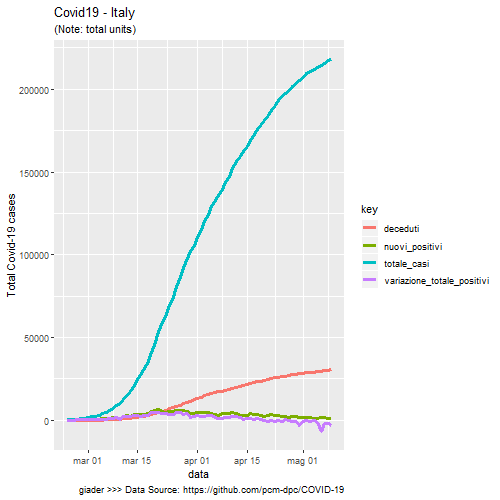 Covid19 - Italy
(Note: total units)
Total Covid-19 cases
200000
150000
100000
50000
0
mar 01
mar 15
apr 01
apr 15
mag 01
data
key
deceduti
nuovi_positivi
totale_casi
variazione_totale_positivi
giader >>> Data Source: https://github.com/pcm-dpc/COVID-19